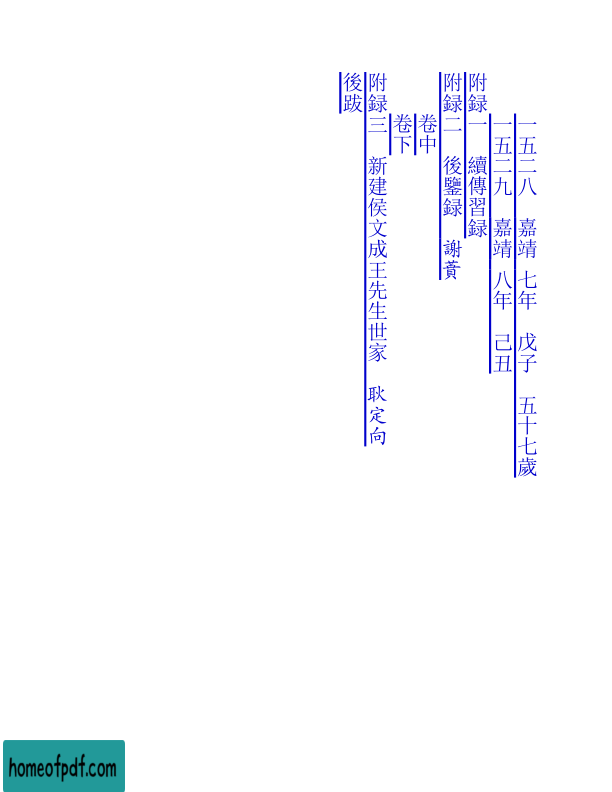 一五二八　嘉靖　七年　戊子　五十七歲
一五二九　嘉靖　八年　己丑
附録一　續傳習録
附録二　後鑒録　謝蕡
卷中
卷下
附録三　新建侯文成王先生世家　耿定向
後跋
homeofpdf.com